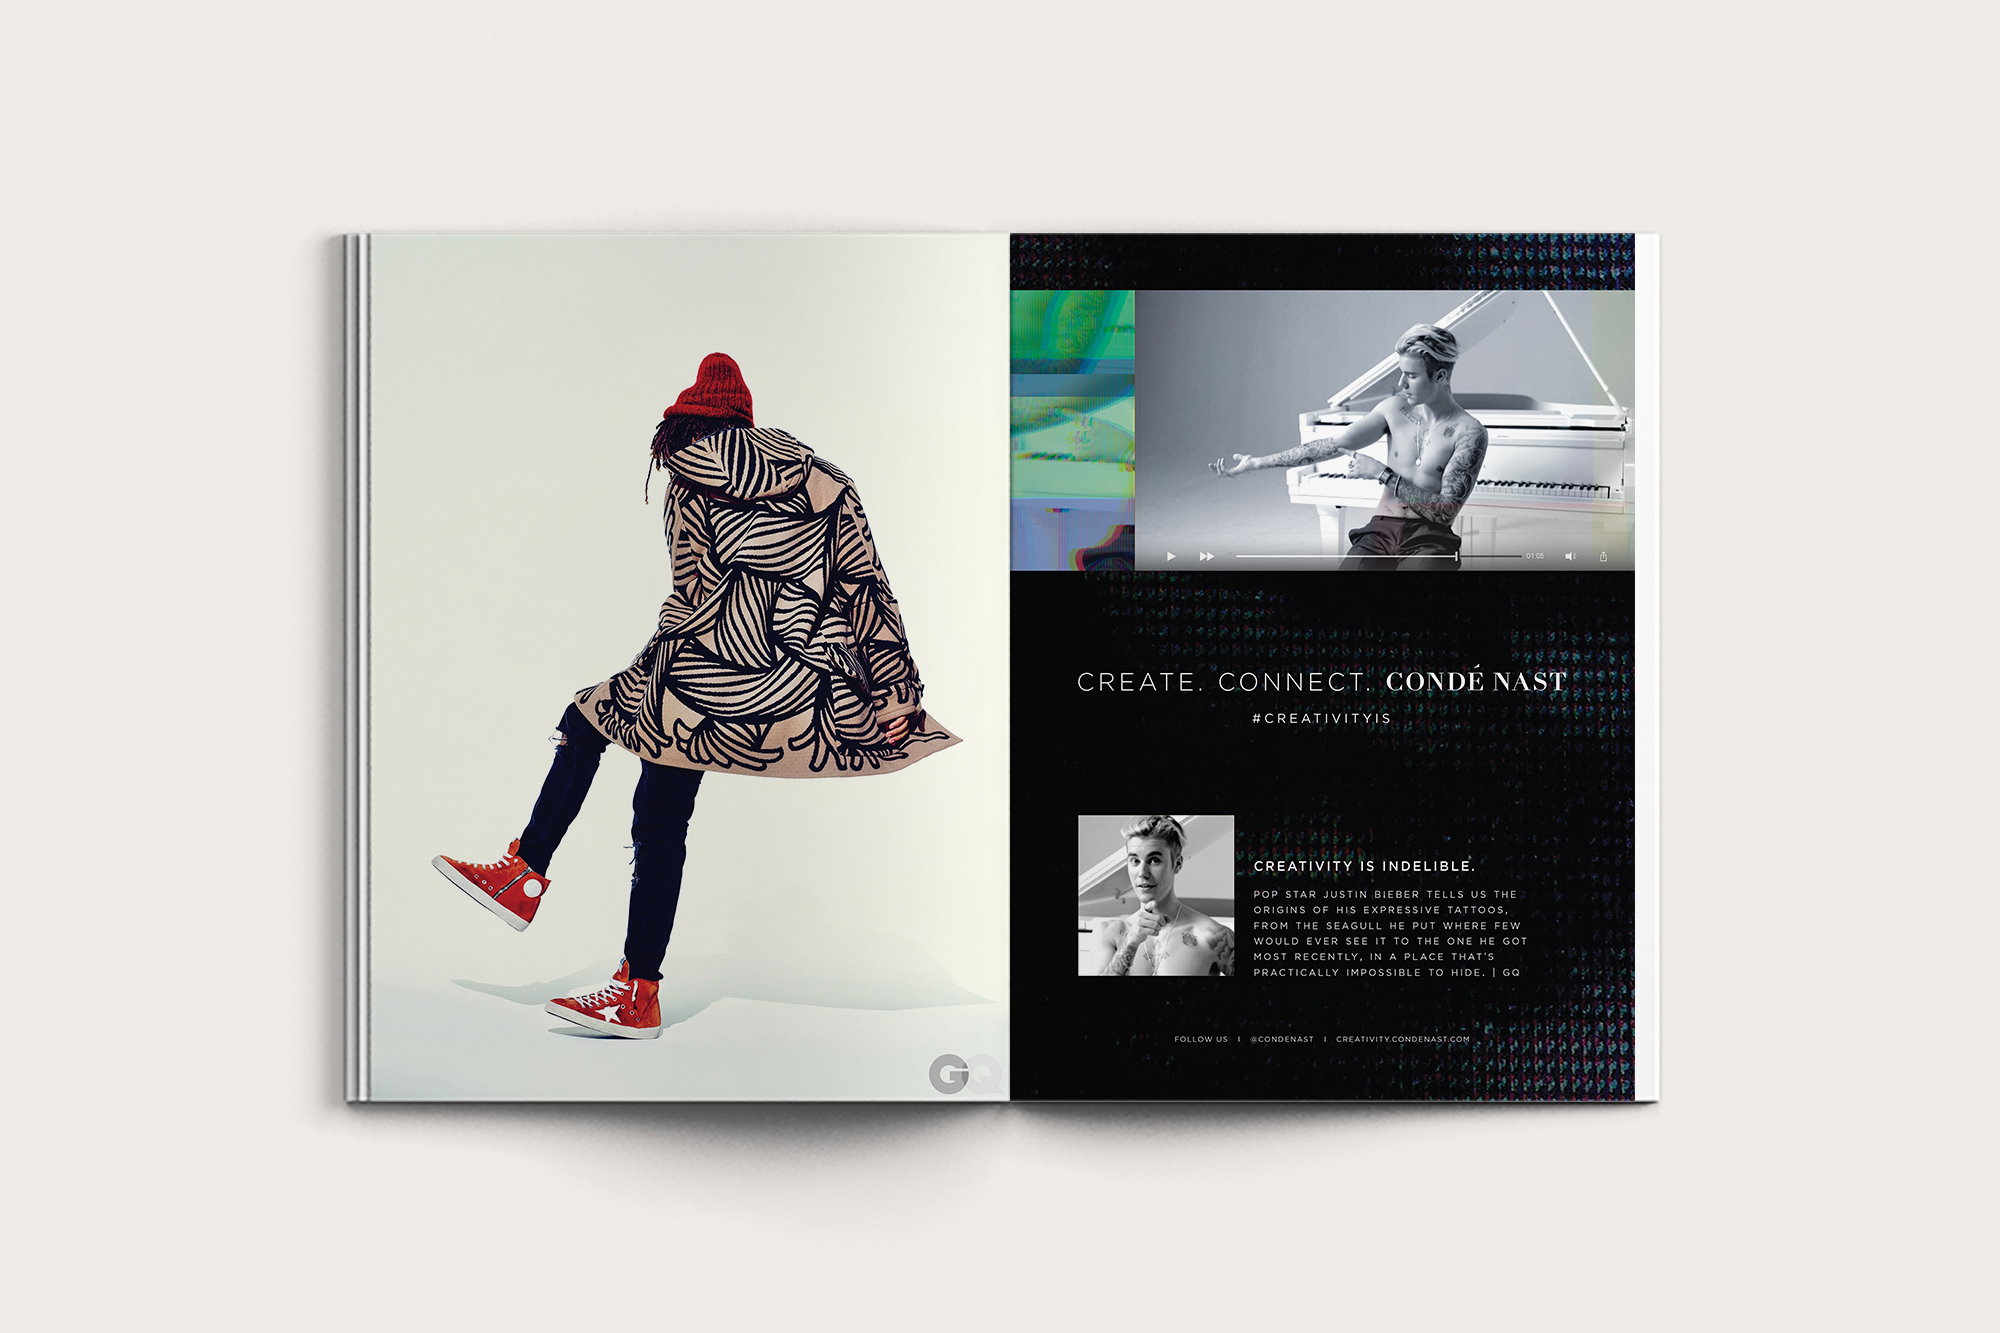 GQ
01:05
CREATE. CONNECT. CONDÉ NAST
#CREATIVITYIS
CREATIVITY IS INDELIBLE.
POP STAR JUSTIN BIEBER TELLS US THE
ORIGINS OF HIS EXPRESSIVE TATTOOS,
FROM THE SEAGULL HE PUT WHERE FEW
WOULD EVER SEE IT TO THE ONE HE GOT
MOST RECENTLY, IN A PLACE THAT'S
PRACTICALLY IMPOSSIBLE TO HIDE. | GQ
FOLLOW US | @CONDENAST | CREATIVITY.CONDENAST.COM